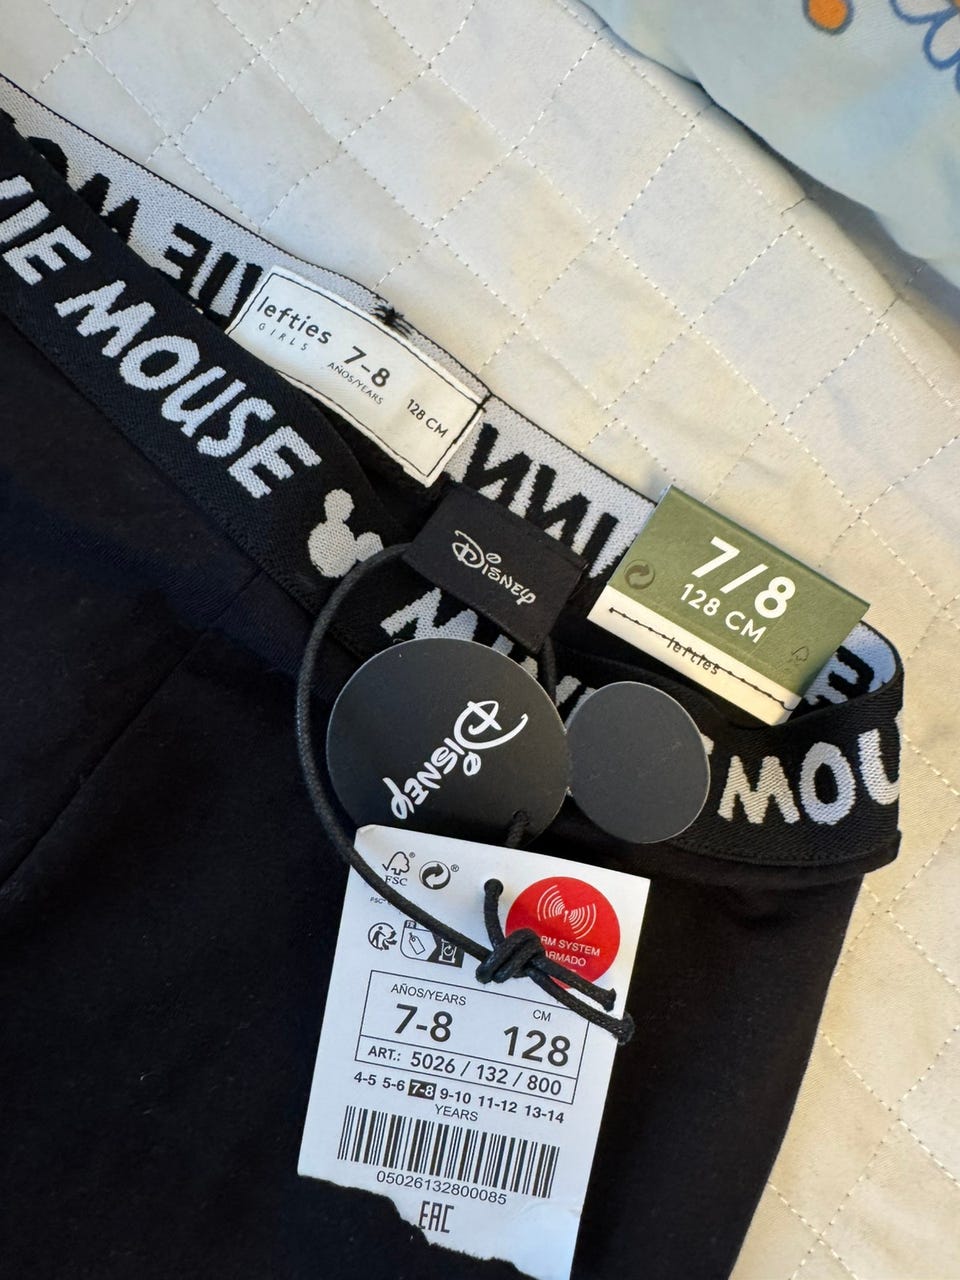 MOUSE
lefties
GIRLS
7-8
AÑOS/YEARS
128 CM
Disney
7/8
128 CM
lefties
Disney
MOU
FSC
ARMADO
AÑOS/YEARS
CM
7-8
128
ART.: 5026 / 132 / 800
4-5 5-6 7-8 9-10 11-12 13-14
YEARS
05026132800085
EAC